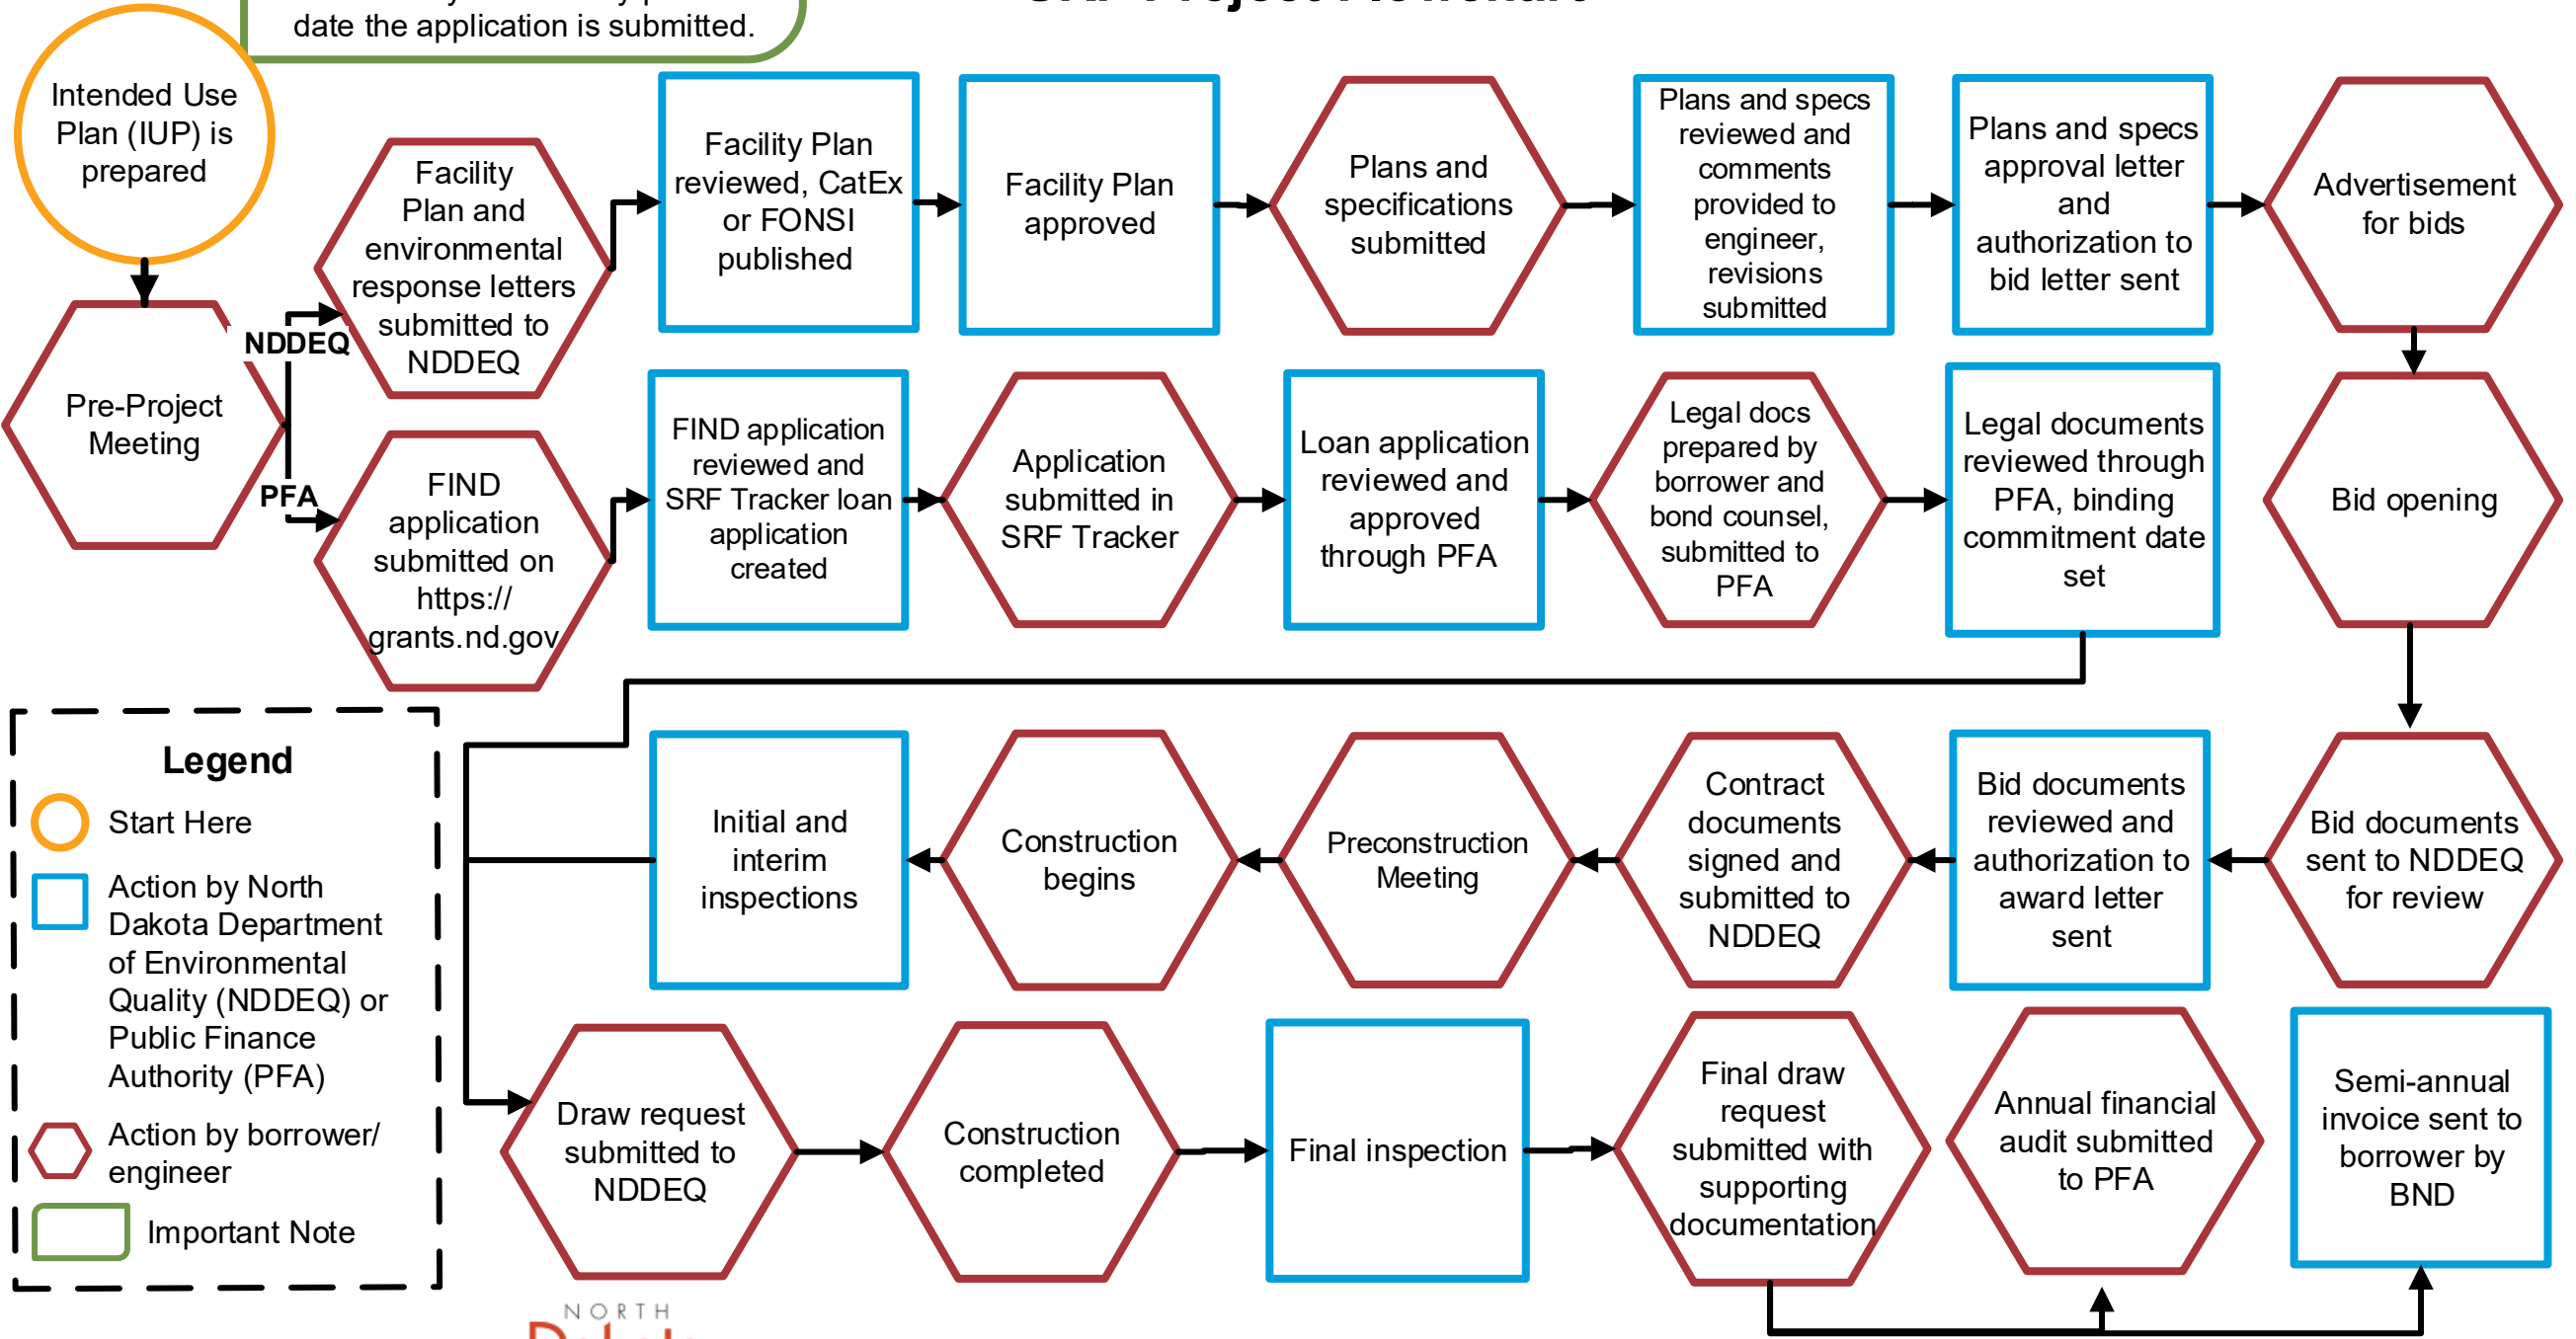 date the application is submitted.
Intended Use
Plan (IUP) is
prepared
Pre-Project
Meeting
NDDEQ
PFA
Facility
Plan and
environmental
response letters
submitted to
NDDEQ
Facility Plan
reviewed, CatEx
or FONSI
published
Facility Plan
approved
Plans and
specifications
submitted
Plans and specs
reviewed and
comments
provided to
engineer,
revisions
submitted
Plans and specs
approval letter
and
authorization to
bid letter sent
Advertisement
for bids
FIND
application
submitted on
https://
grants.nd.gov
FIND application
reviewed and
SRF Tracker loan
application
created
Application
submitted in
SRF Tracker
Loan application
reviewed and
approved
through PFA
Legal docs
prepared by
borrower and
bond counsel,
submitted to
PFA
Legal documents
reviewed through
PFA, binding
commitment date
set
Bid opening
Bid documents
sent to NDDEQ
for review
Bid documents
reviewed and
authorization to
award letter
sent
Contract
documents
signed and
submitted to
NDDEQ
Preconstruction
Meeting
Construction
begins
Initial and
interim
inspections
Draw request
submitted to
NDDEQ
Construction
completed
Final inspection
Final draw
request
submitted with
supporting
documentation
Annual financial
audit submitted
to PFA
Semi-annual
invoice sent to
borrower by
BND
Legend
Start Here
Action by North
Dakota Department
of Environmental
Quality (NDDEQ) or
Public Finance
Authority (PFA)
Action by borrower/
engineer
Important Note
NORTH